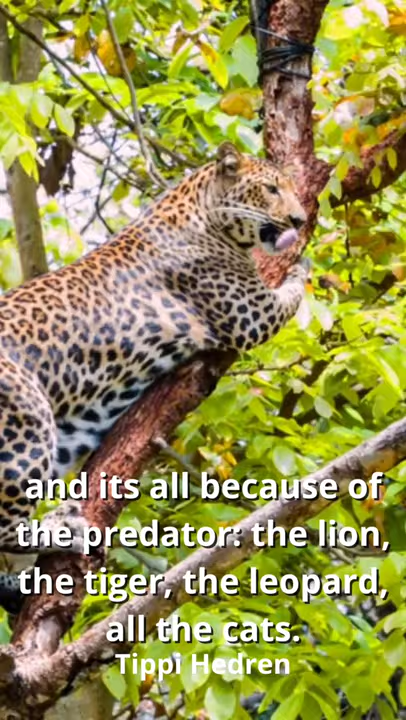 and its all because of
the predator: the lion,
the tiger, the leopard,
all the cats.
Tippi Hedren